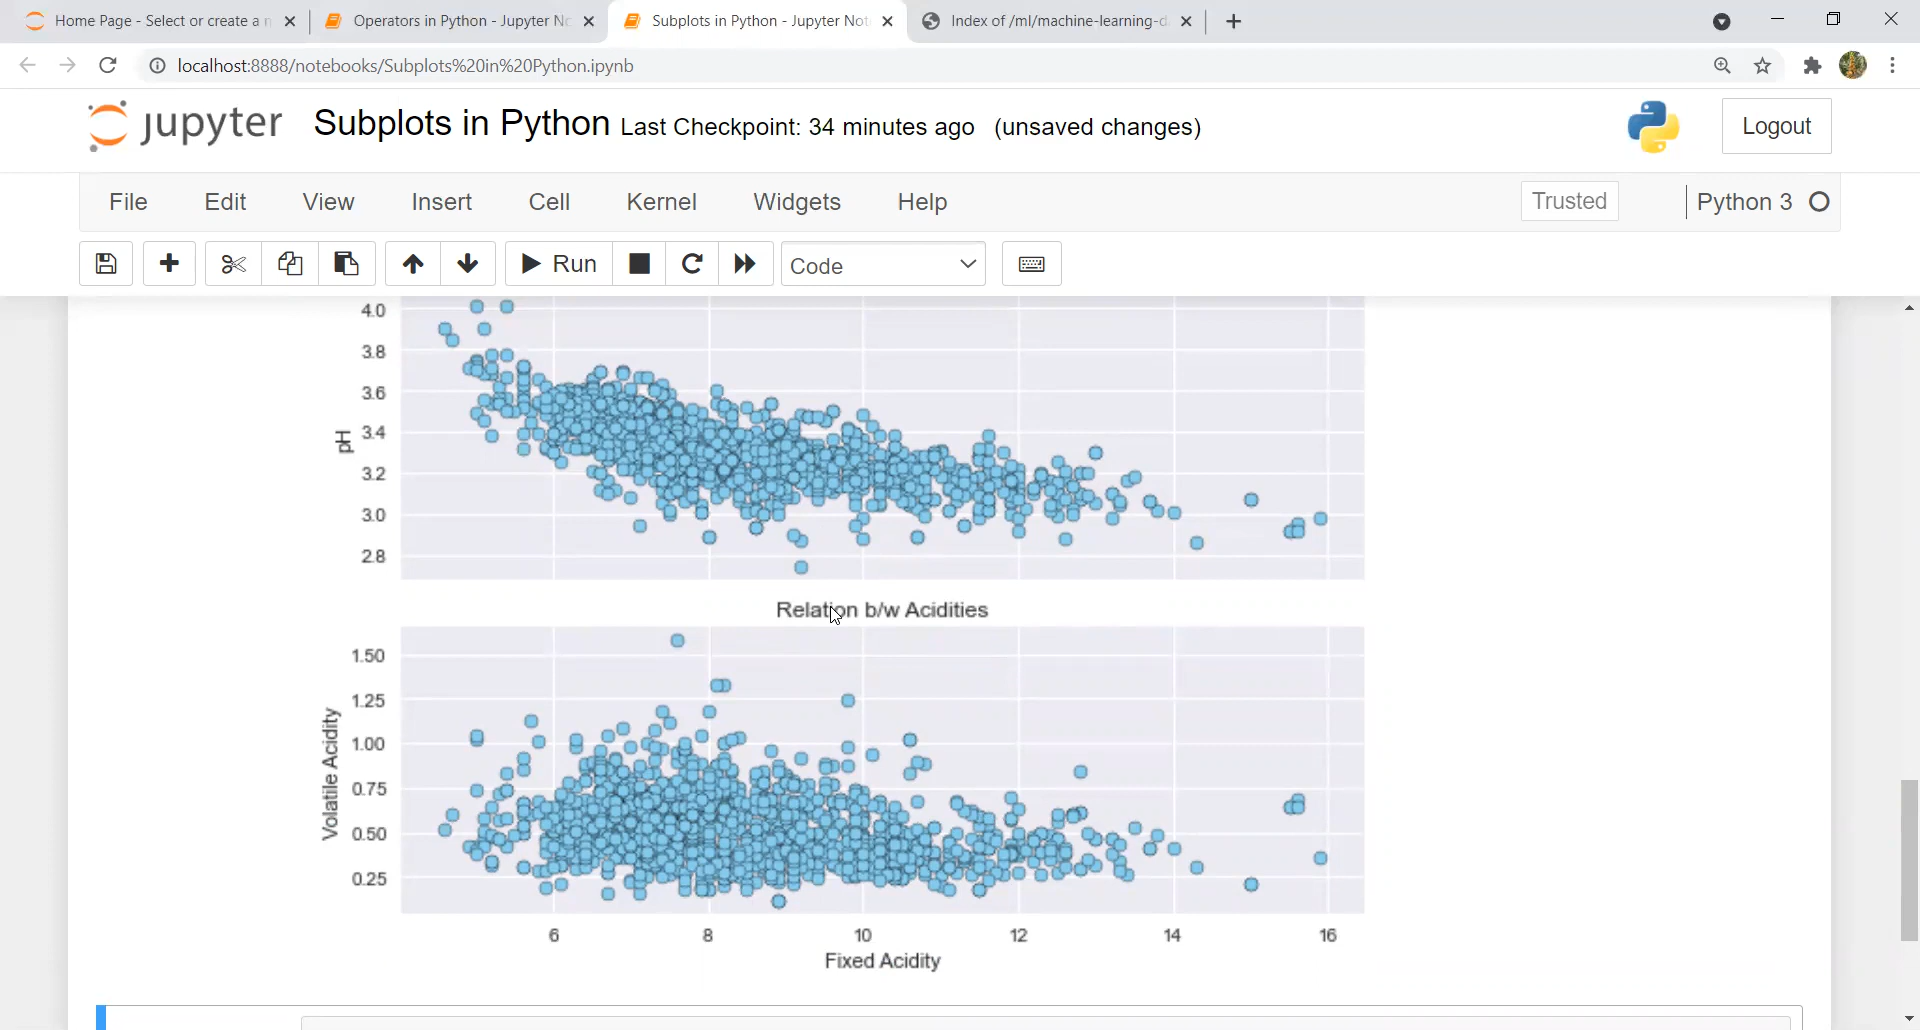 Home Page - Select or create a n
Operators in Python - Jupyter No
Subplots in Python - Jupyter Not
Index of /ml/machine-learning-d
localhost:8888/notebooks/Subplots%20in%20Python.ipynb
jupyter Subplots in Python Last Checkpoint: 34 minutes ago (unsaved changes)
Logout
File Edit View Insert Cell Kernel Widgets Help
Trusted
Python 3
Run
Code
4.0
3.8
3.6
3.4
3.2
3.0
2.8
pH
Relation b/w Acidities
1.50
1.25
1.00
0.75
0.50
0.25
Volatile Acidity
6 8 10 12 14 16
Fixed Acidity